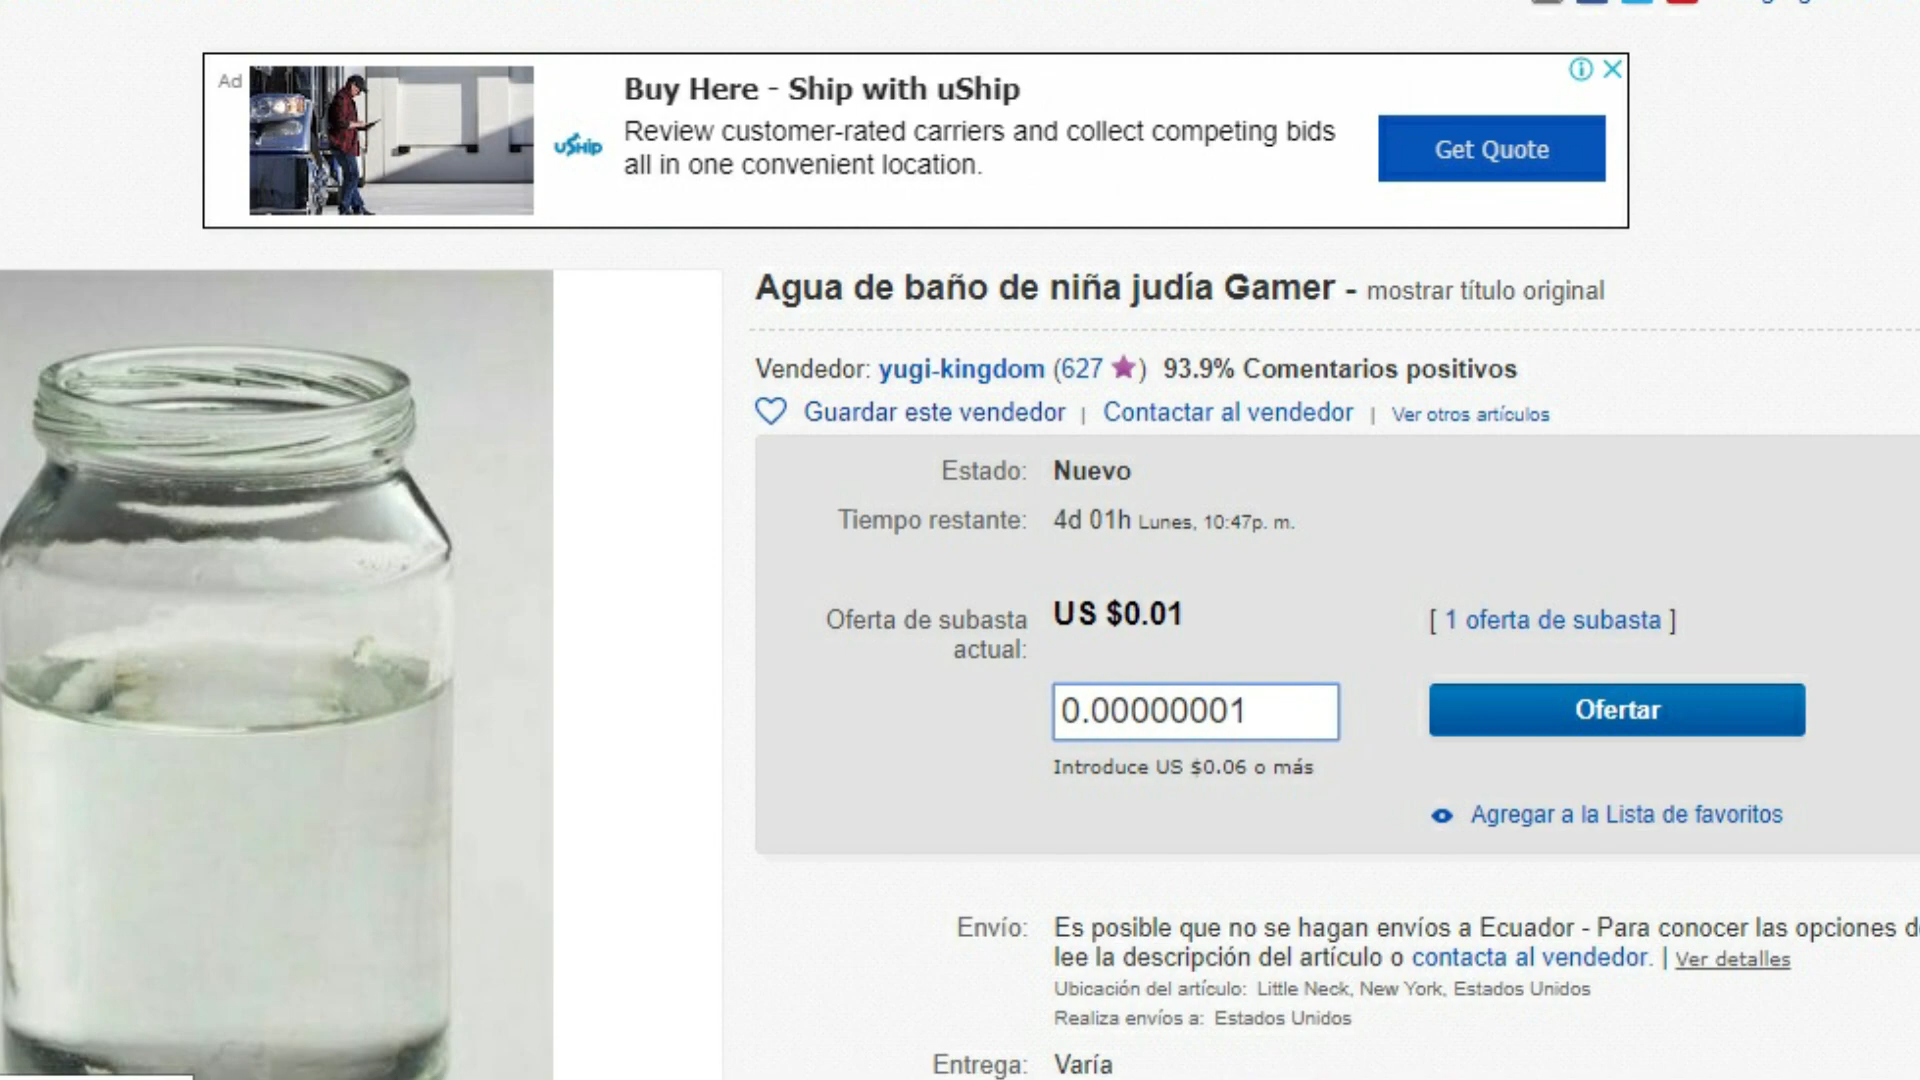 Ad
Buy Here - Ship with uShip
uShip
Review customer-rated carriers and collect competing bids
all in one convenient location.
Get Quote
Agua de baño de niña judía Gamer - mostrar título original
Vendedor: yugi-kingdom (627 ★) 93.9% Comentarios positivos
Guardar este vendedor | Contactar al vendedor | Ver otros artículos
Estado: Nuevo
Tiempo restante: 4d 01h Lunes, 10:47p. m.
Oferta de subasta actual: US $0.01 [ 1 oferta de subasta ]
0.00000001 Ofertar
Introduce US $0.06 o más
Agregar a la Lista de favoritos
Envío: Es posible que no se hagan envíos a Ecuador - Para conocer las opciones
lee la descripción del artículo o contacta al vendedor. | Ver detalles
Ubicación del artículo: Little Neck, New York, Estados Unidos
Realiza envíos a: Estados Unidos
Entrega: Varía